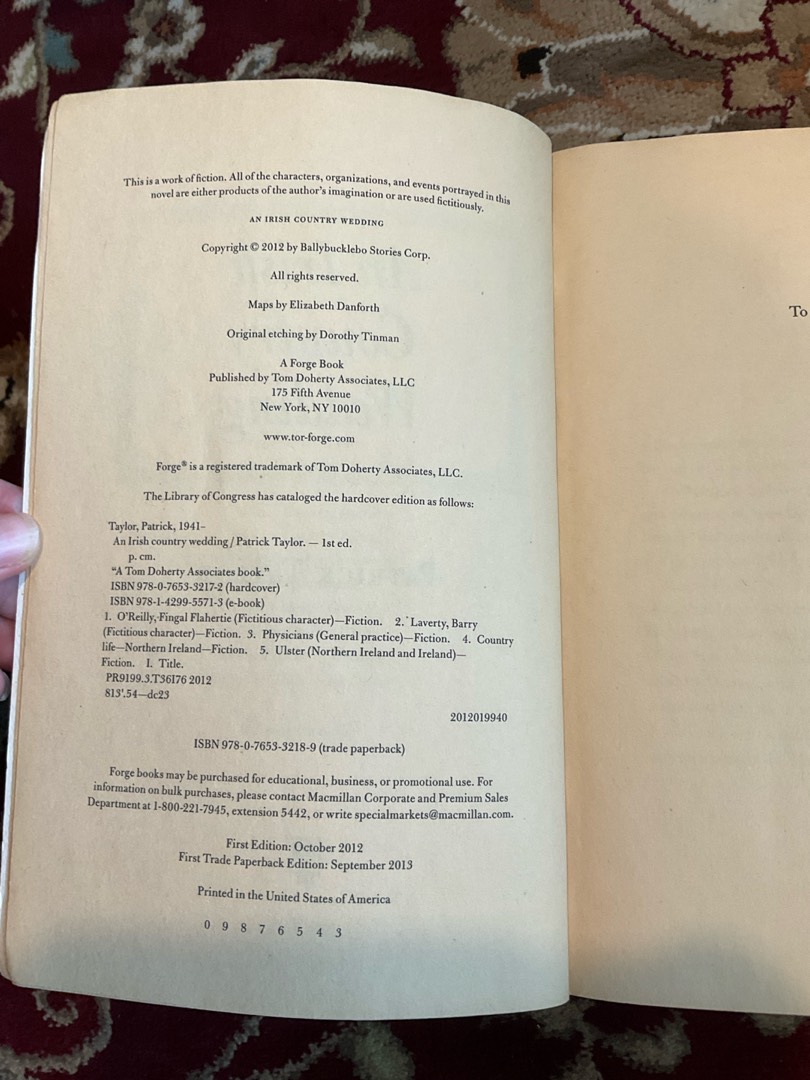 This is a work of fiction. All of the characters, organizations, and events portrayed in this
novel are either products of the author's imagination or are used fictitiously.
AN IRISH COUNTRY WEDDING
Copyright © 2012 by Ballybucklebo Stories Corp.
All rights reserved.
Maps by Elizabeth Danforth
Original etching by Dorothy Tinman
A Forge Book
Published by Tom Doherty Associates, LLC
175 Fifth Avenue
New York, NY 10010
www.tor-forge.com
Forge® is a registered trademark of Tom Doherty Associates, LLC.
The Library of Congress has cataloged the hardcover edition as follows:
Taylor, Patrick, 1941–
An Irish country wedding / Patrick Taylor. — 1st ed.
p. cm.
"A Tom Doherty Associates book."
ISBN 978-0-7653-3217-2 (hardcover)
ISBN 978-1-4299-5571-3 (e-book)
1. O'Reilly, Fingal Flahertie (Fictitious character)—Fiction. 2. Laverty, Barry
(Fictitious character)—Fiction. 3. Physicians (General practice)—Fiction. 4. Country
life—Northern Ireland—Fiction. 5. Ulster (Northern Ireland and Ireland)—
Fiction. I. Title.
PR9199.3.T36I76 2012
813'.54—dc23
2012019940
ISBN 978-0-7653-3218-9 (trade paperback)
Forge books may be purchased for educational, business, or promotional use. For
information on bulk purchases, please contact Macmillan Corporate and Premium Sales
Department at 1-800-221-7945, extension 5442, or write specialmarkets@macmillan.com.
First Edition: October 2012
First Trade Paperback Edition: September 2013
Printed in the United States of America
0 9 8 7 6 5 4 3
To